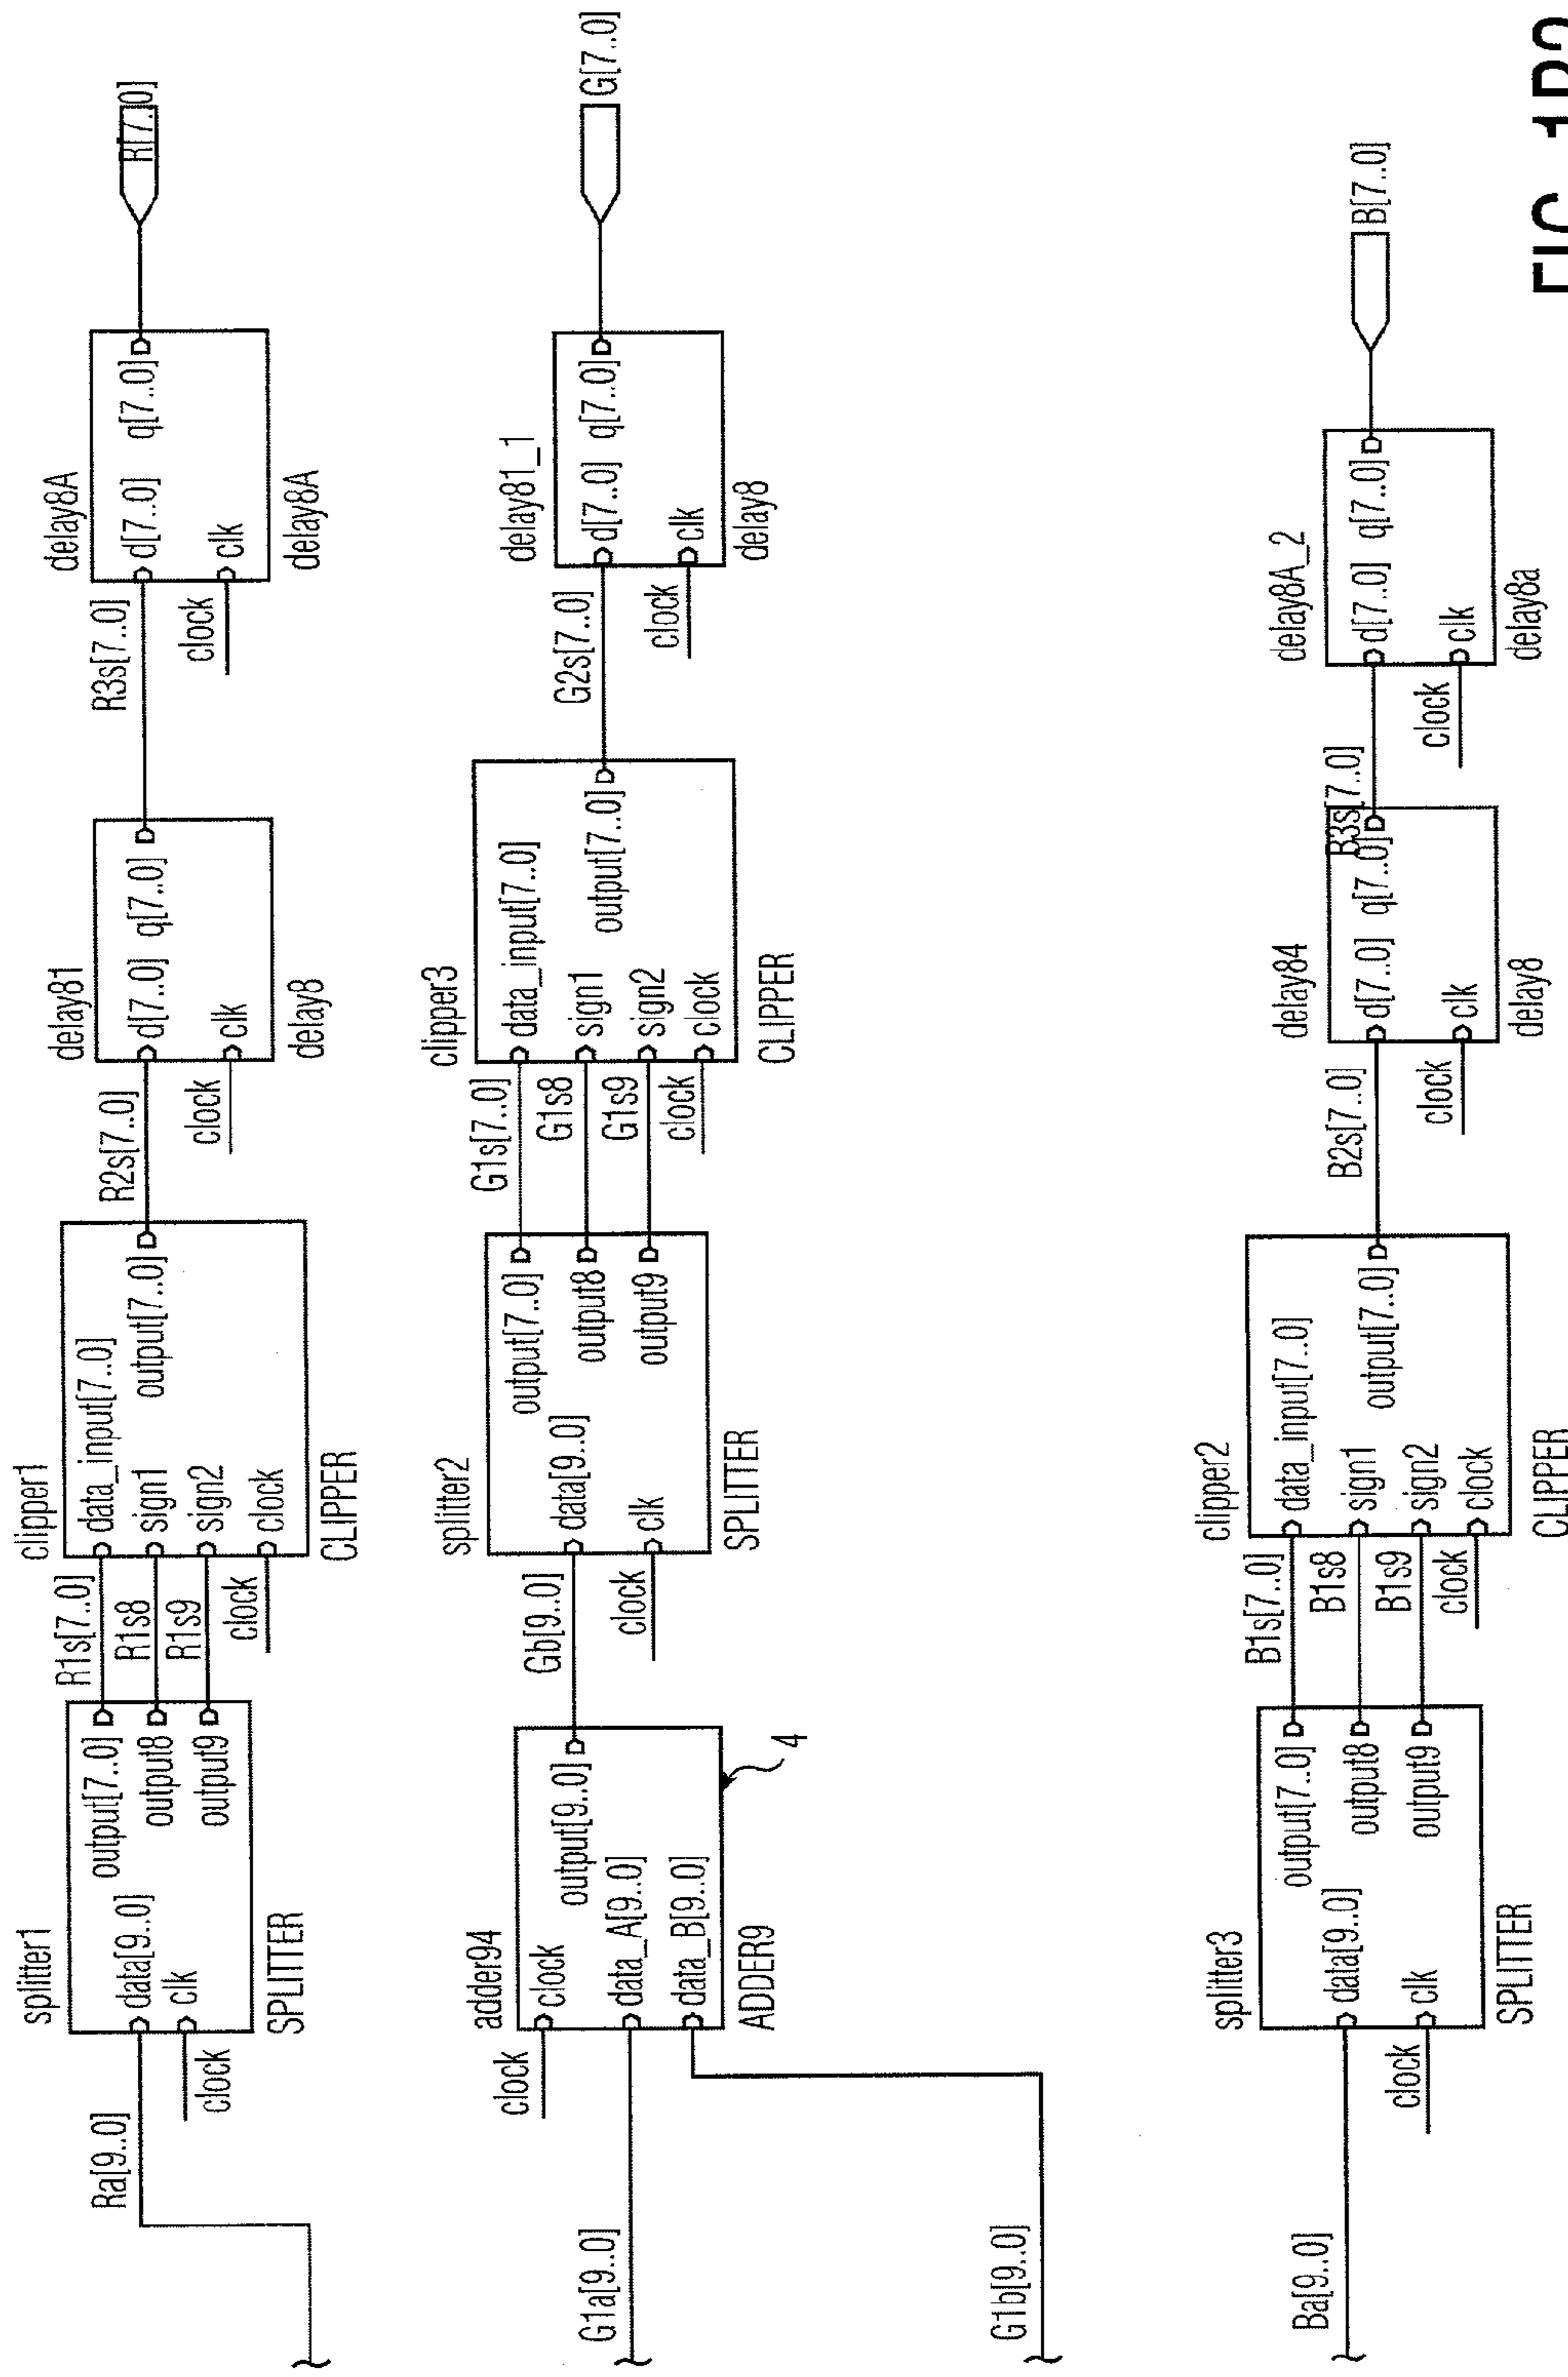 splitter1
Ra[9..0]
data[9..0]
clk
clock
output[7..0]
output8
output9
SPLITTER
R1s[7..0]
R1s8
R1s9
clock
clipper1
data_input[7..0]
sign1
sign2
clock
output[7..0]
CLIPPER
R2s[7..0]
clock
delay81
d[7..0] q[7..0]
clk
delay8
R3s[7..0]
clock
delay8A
d[7..0] q[7..0]
clk
delay8A
R[7..0]
adder94
clock
G1a[9..0]
G1b[9..0]
clock
data_A[9..0]
data_B[9..0]
output[9..0]
ADDER9
4
Gb[9..0]
clock
splitter2
data[9..0]
clk
output[7..0]
output8
output9
SPLITTER
G1s[7..0]
G1s8
G1s9
clock
clipper3
data_input[7..0]
sign1
sign2
clock
output[7..0]
CLIPPER
G2s[7..0]
clock
delay81_1
d[7..0] q[7..0]
clk
delay8
G[7..0]
Ba[9..0]
clock
splitter3
data[9..0]
clk
output[7..0]
output8
output9
SPLITTER
B1s[7..0]
B1s8
B1s9
clock
clipper2
data_input[7..0]
sign1
sign2
clock
output[7..0]
CLIPPER
B2s[7..0]
clock
delay84
d[7..0] q[7..0]
clk
delay8
B3s[7..0]
clock
delay8A_2
d[7..0] q[7..0]
clk
delay8a
B[7..0]